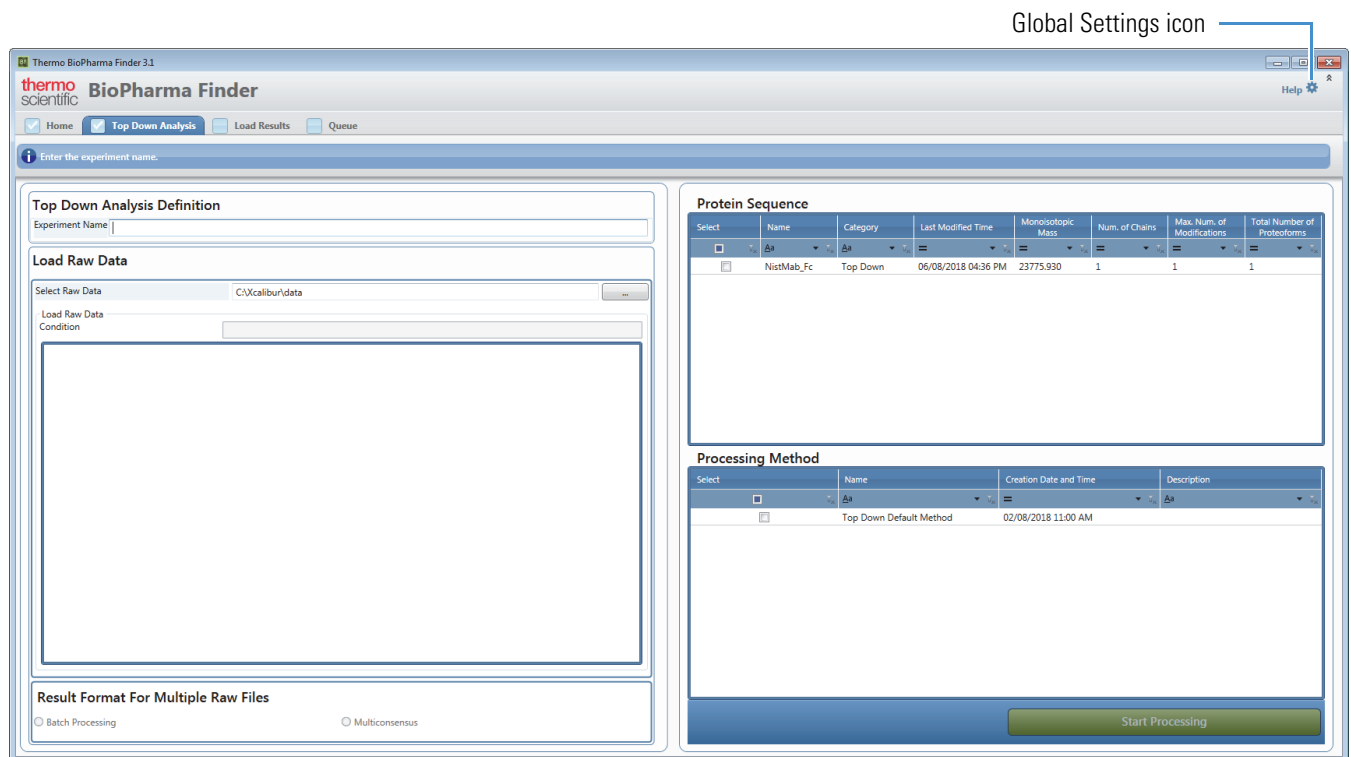 Global Settings icon
Thermo BioPharma Finder 3.1
thermo
scientific
BioPharma Finder
Help
Home
Top Down Analysis
Load Results
Queue
Enter the experiment name.
Top Down Analysis Definition
Experiment Name
Load Raw Data
Select Raw Data
C:\Xcalibur\data
...
Load Raw Data
Condition
Result Format For Multiple Raw Files
Batch Processing
Multiconsensus
Protein Sequence
Select Name Category Last Modified Time Monoisotopic Mass Num. of Chains Max. Num. of Modifications Total Number of Proteoforms
Aa Aa = = = = =
NistMab_Fc Top Down 06/08/2018 04:36 PM 23775.930 1 1 1
Processing Method
Select Name Creation Date and Time Description
Aa = Aa
Top Down Default Method 02/08/2018 11:00 AM
Start Processing